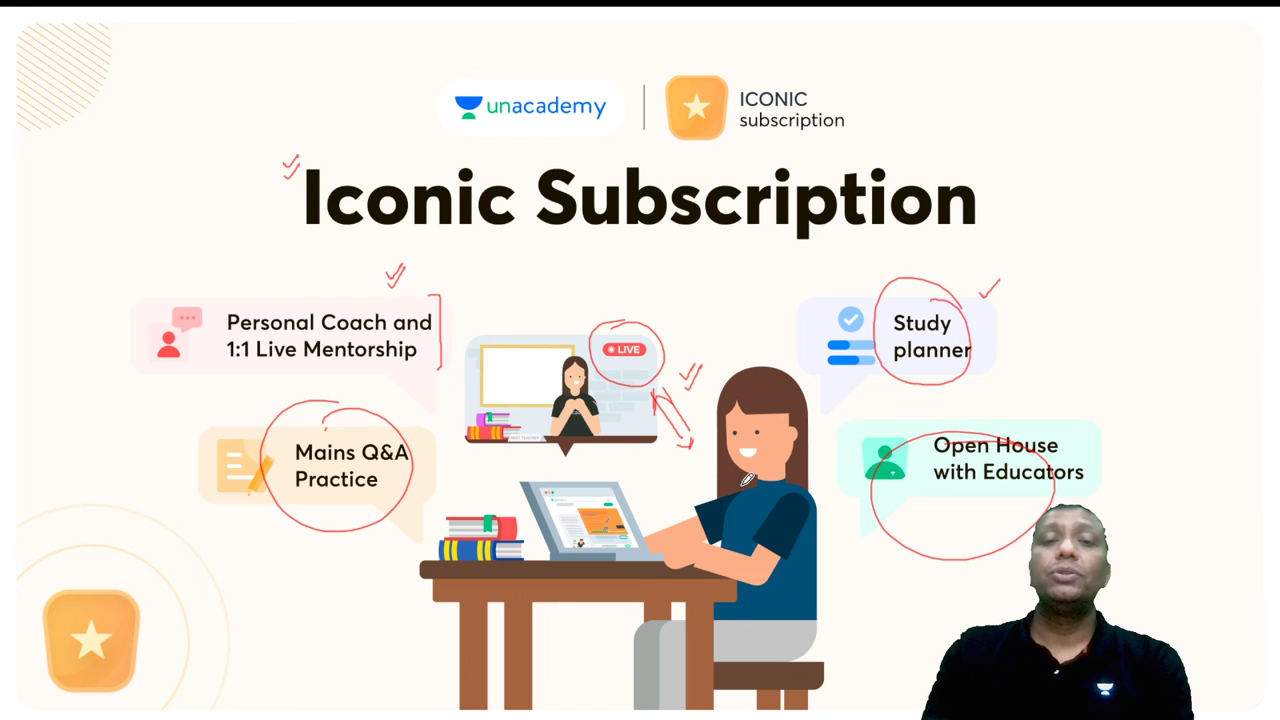 unacademy
ICONIC
subscription
Iconic Subscription
Personal Coach and
1:1 Live Mentorship
LIVE
Study
planner
Mains Q&A
Practice
Open House
with Educators